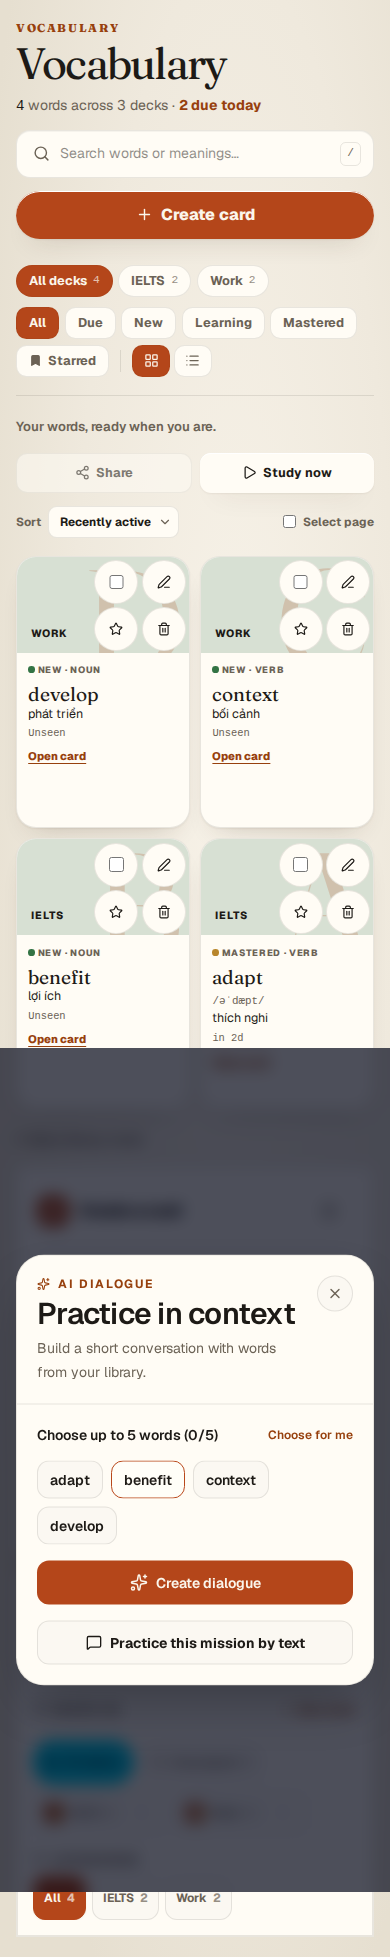 VOCABULARY
Vocabulary
4 words across 3 decks · 2 due today
Search words or meanings… /
Create card
All decks 4 IELTS 2 Work 2
All Due New Learning Mastered
Starred
Your words, ready when you are.
Share Study now
Sort Recently active Select page
WORK
NEW · NOUN
develop
phát triển
Unseen
Open card
WORK
NEW · VERB
context
bối cảnh
Unseen
Open card
IELTS
NEW · NOUN
benefit
lợi ích
Unseen
Open card
IELTS
MASTERED · VERB
adapt
/əˈdæpt/
thích nghi
in 2d
AI DIALOGUE
Practice in context
Build a short conversation with words
from your library.
Choose up to 5 words (0/5) Choose for me
adapt benefit context
develop
Create dialogue
Practice this mission by text
All 4 IELTS 2 Work 2